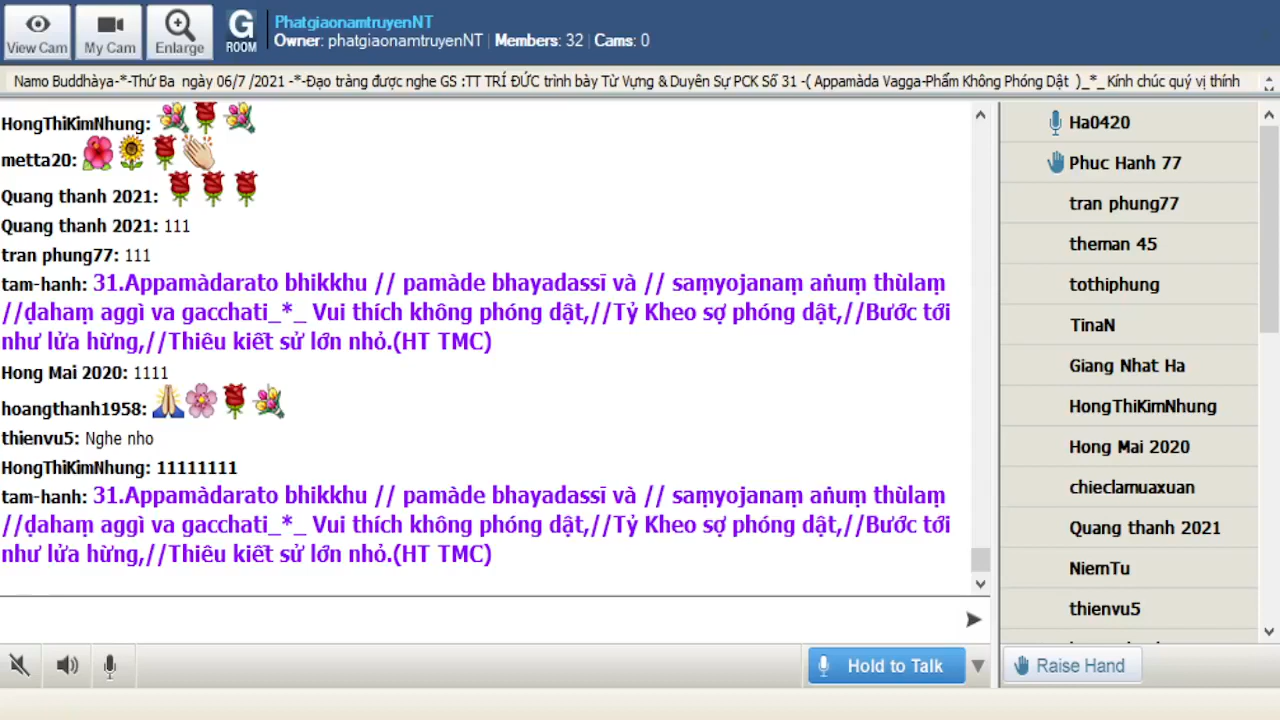 View Cam
My Cam
Enlarge
G
ROOM
PhatgiaonamtruyenNT
Owner: phatgiaonamtruyenNT | Members: 32 | Cams: 0
Namo Buddhàya-*-Thứ Ba ngày 06/7 /2021 -*-Đạo tràng được nghe GS :TT TRÍ ĐỨC trình bày Từ Vựng & Duyên Sự PCK Số 31 -( Appamàda Vagga-Phẩm Không Phóng Dật )_*_ Kính chúc quý vị thính
HongThiKimNhung:
metta20:
Quang thanh 2021:
Quang thanh 2021: 111
tran phung77: 111
tam-hanh: 31.Appamàdarato bhikkhu // pamàde bhayadassī và // saṃyojanaṃ aṅuṃ thùlaṃ
//ḍahaṃ aggì va gacchati_*_ Vui thích không phóng dật,//Tỷ Kheo sợ phóng dật,//Bước tới
như lửa hừng,//Thiêu kiết sử lớn nhỏ.(HT TMC)
Hong Mai 2020: 1111
hoangthanh1958:
thienvu5: Nghe nho
HongThiKimNhung: 11111111
tam-hanh: 31.Appamàdarato bhikkhu // pamàde bhayadassī và // saṃyojanaṃ aṅuṃ thùlaṃ
//ḍahaṃ aggì va gacchati_*_ Vui thích không phóng dật,//Tỷ Kheo sợ phóng dật,//Bước tới
như lửa hừng,//Thiêu kiết sử lớn nhỏ.(HT TMC)
Hold to Talk
Ha0420
Phuc Hanh 77
tran phung77
theman 45
tothiphung
TinaN
Giang Nhat Ha
HongThiKimNhung
Hong Mai 2020
chieclamuaxuan
Quang thanh 2021
NiemTu
thienvu5
Raise Hand